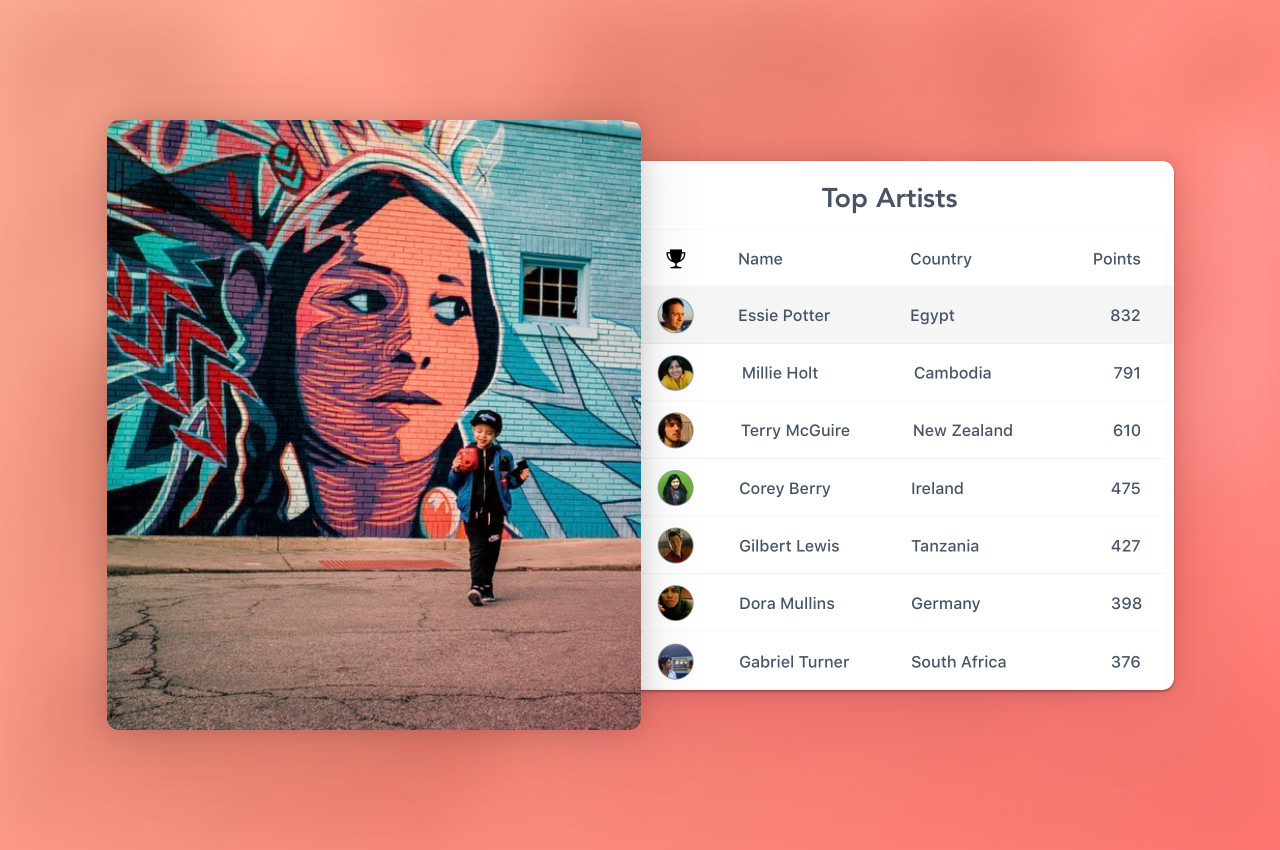 Top Artists
Name Country Points
Essie Potter Egypt 832
Millie Holt Cambodia 791
Terry McGuire New Zealand 610
Corey Berry Ireland 475
Gilbert Lewis Tanzania 427
Dora Mullins Germany 398
Gabriel Turner South Africa 376